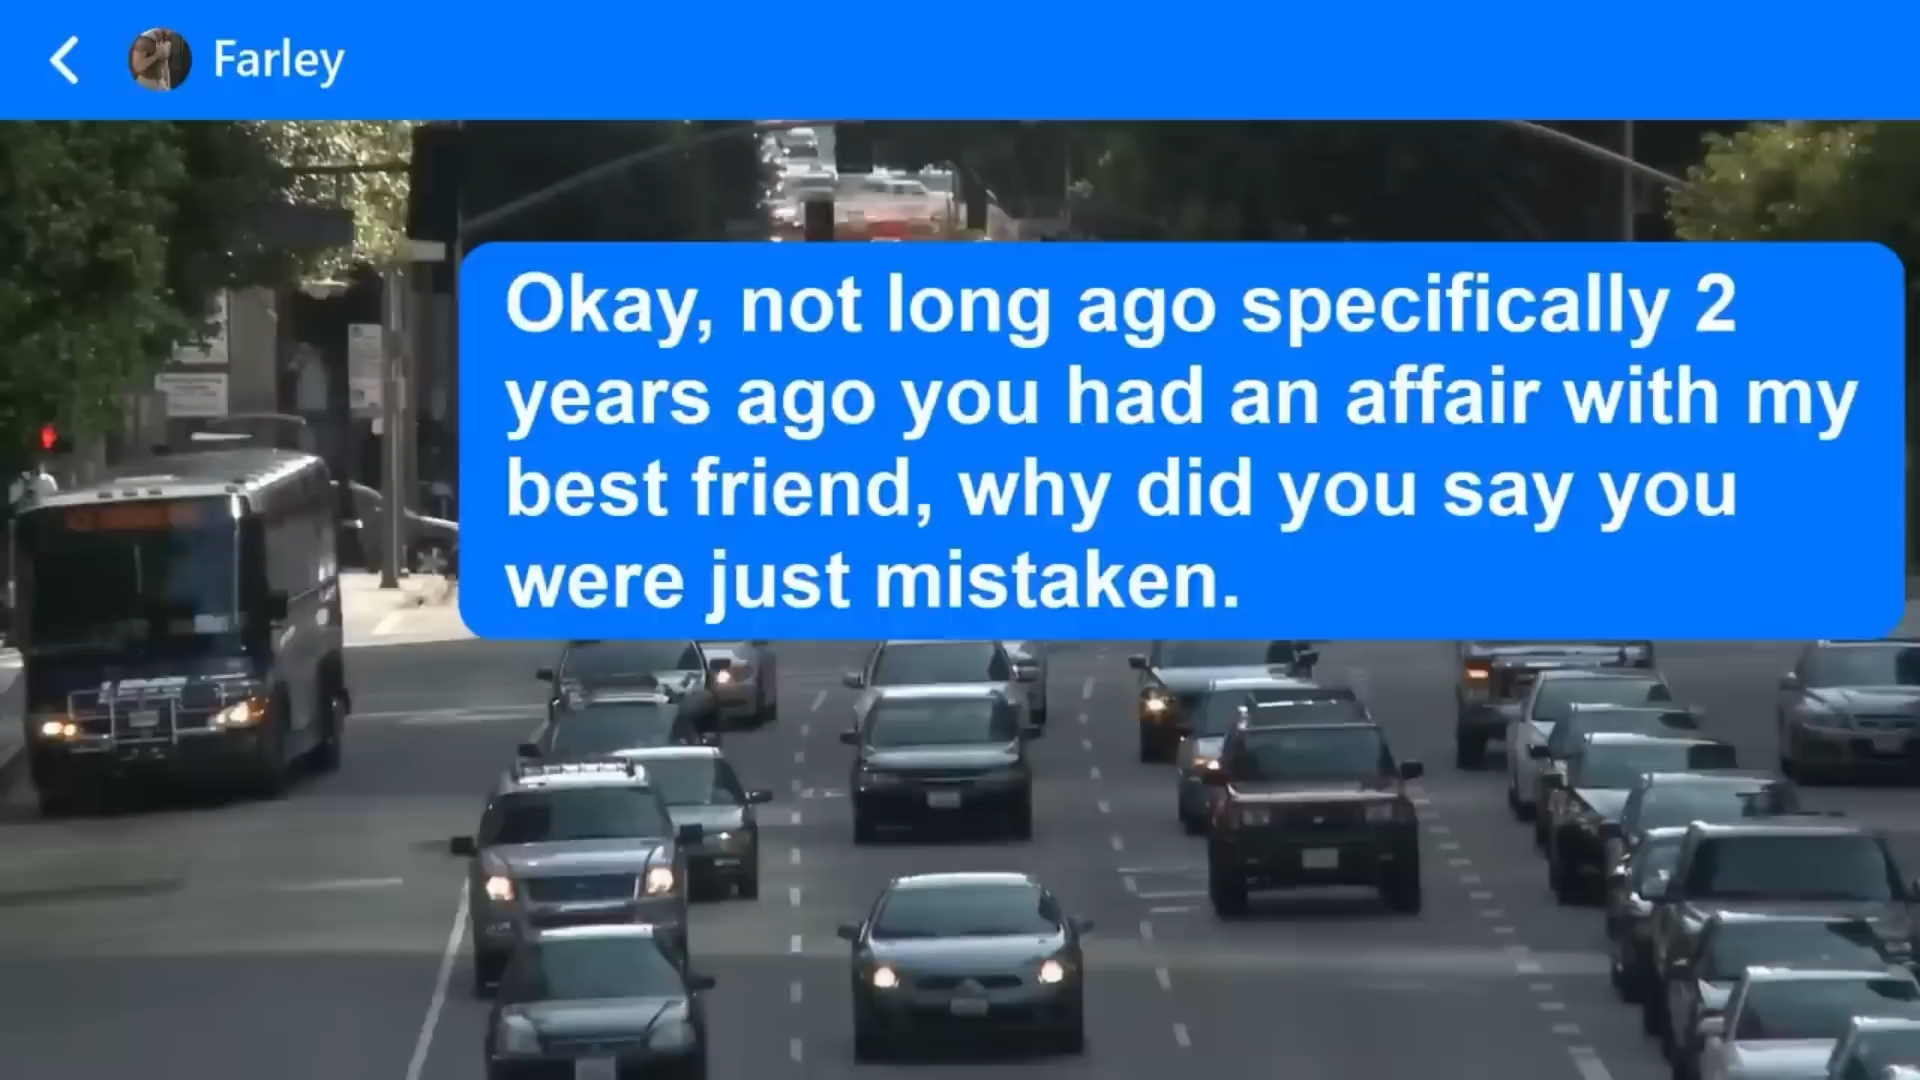 Farley
Okay, not long ago specifically 2
years ago you had an affair with my
best friend, why did you say you
were just mistaken.